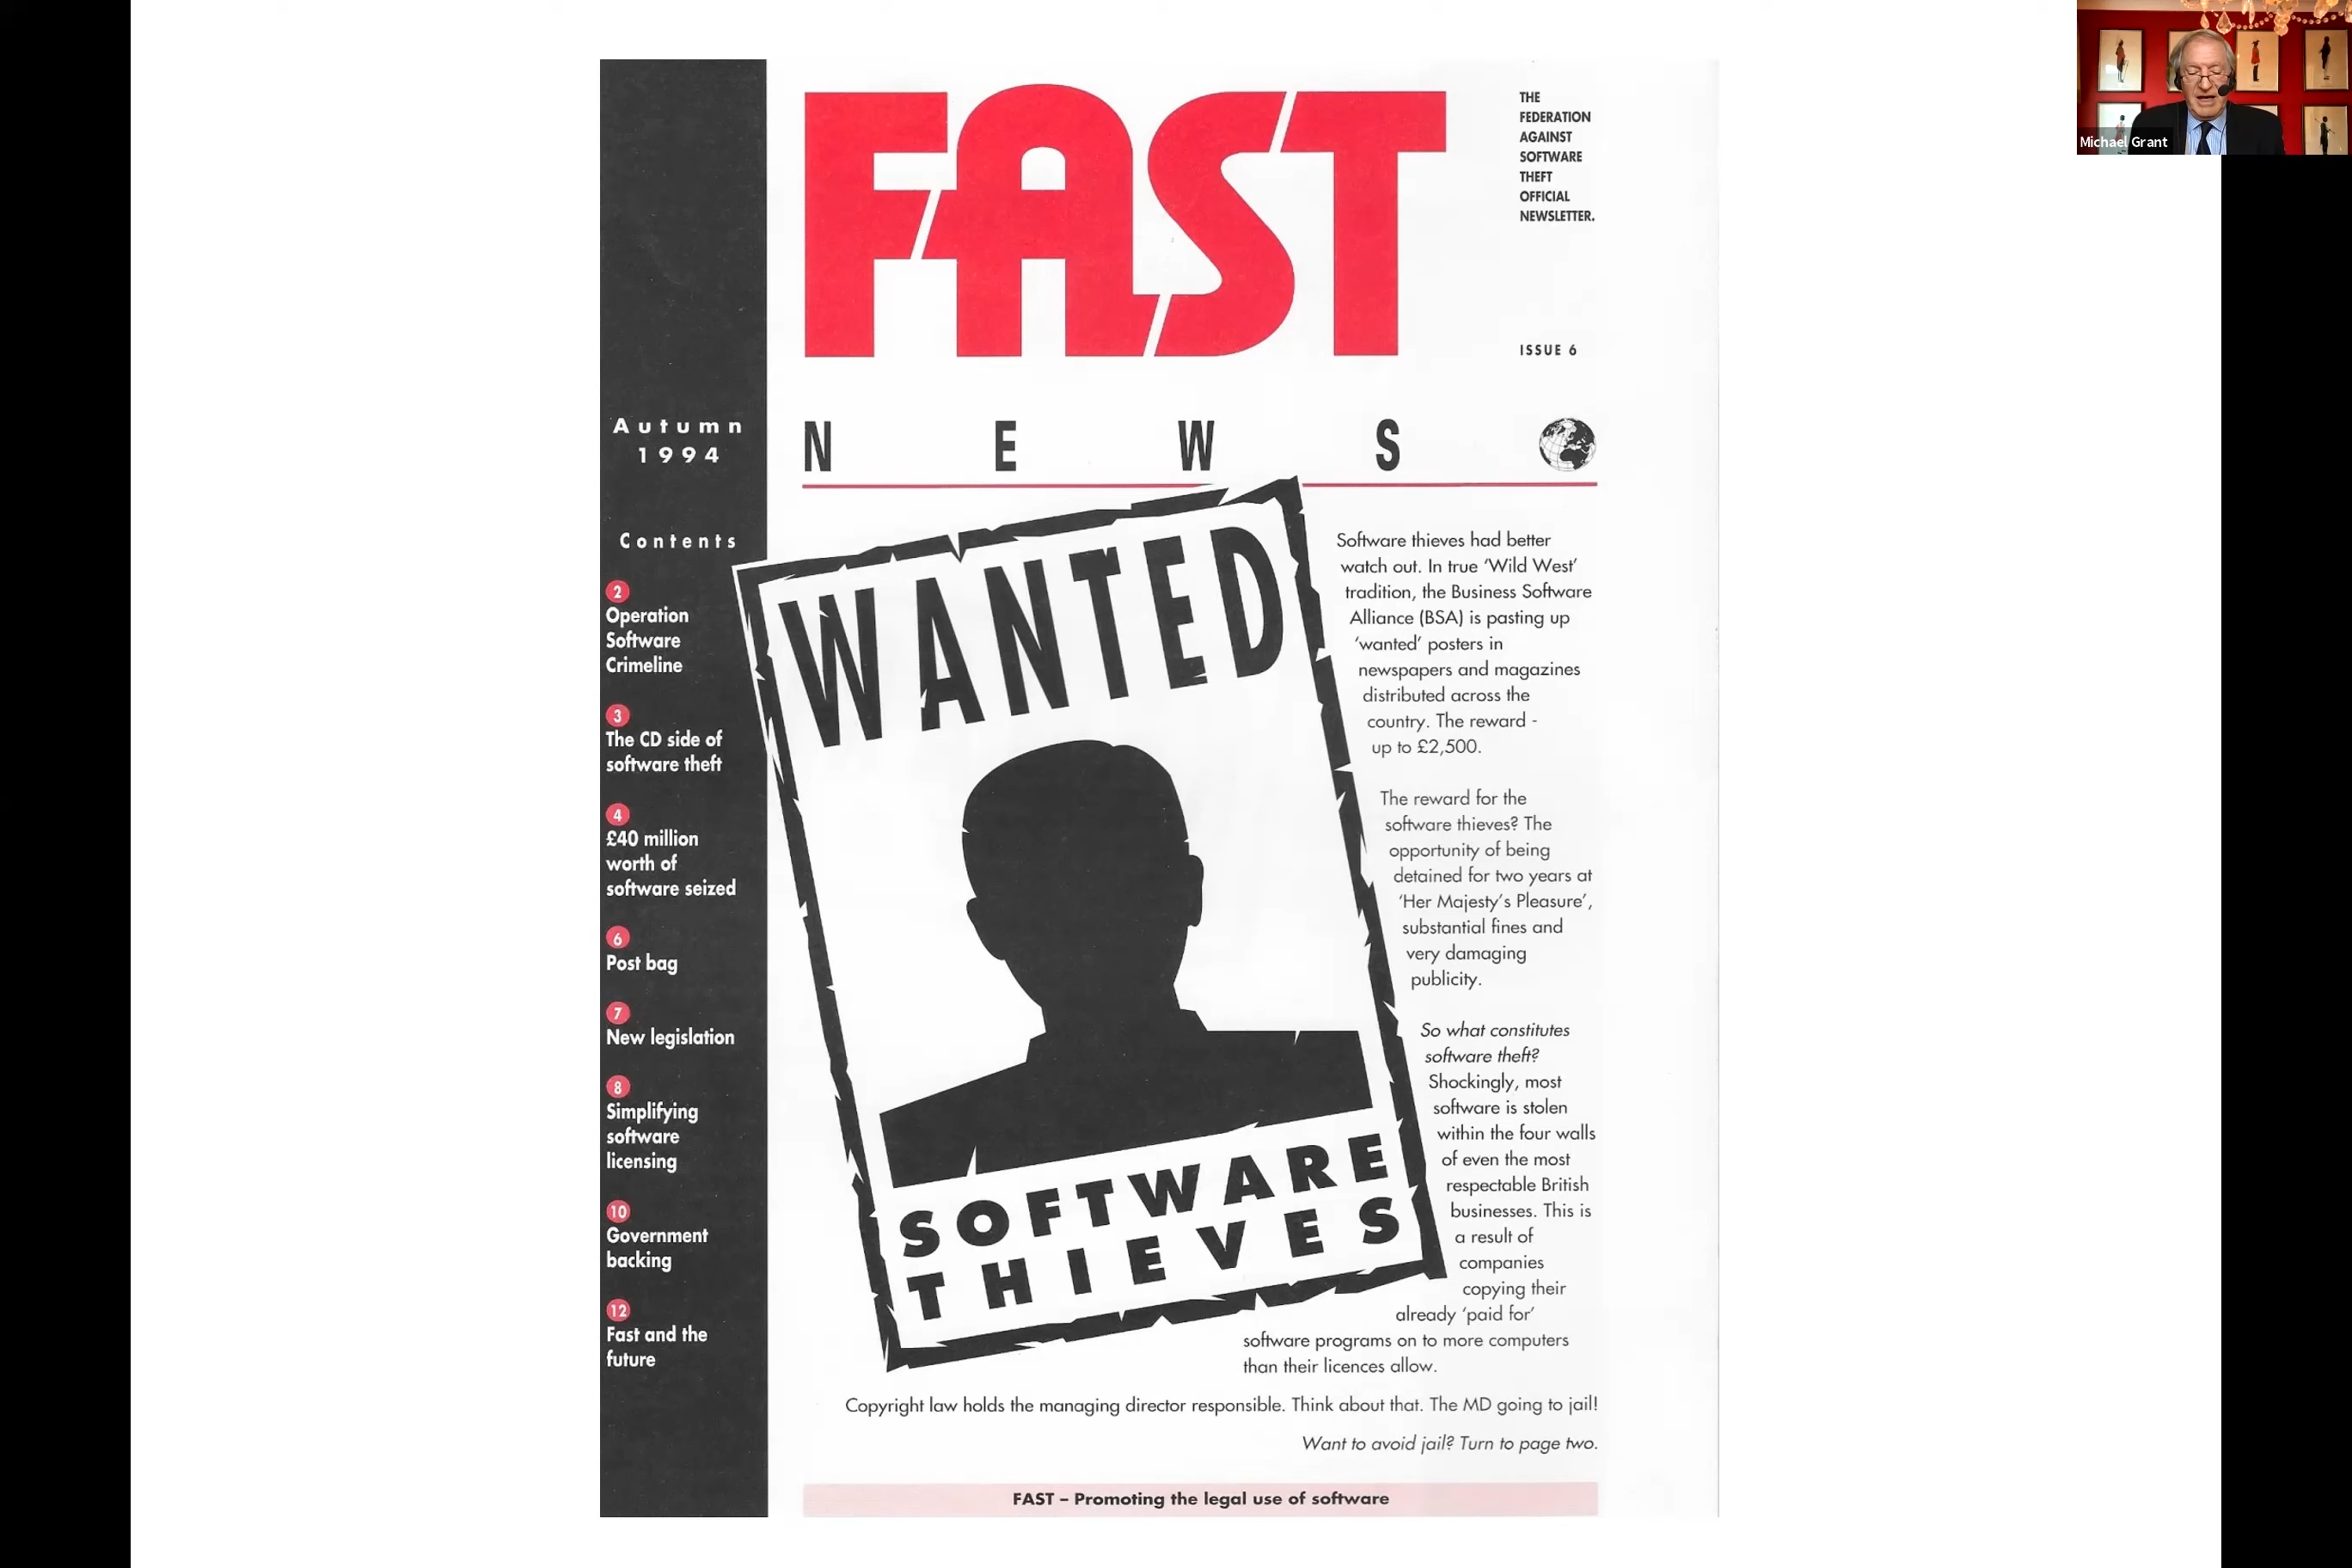 FAST
THE
FEDERATION
AGAINST
SOFTWARE
THEFT
OFFICIAL
NEWSLETTER.
ISSUE 6
NEWS
Autumn
1994
Contents
2
Operation
Software
Crimeline
3
The CD side of
software theft
4
£40 million
worth of
software seized
6
Post bag
7
New legislation
8
Simplifying
software
licensing
10
Government
backing
12
Fast and the
future
WANTED
SOFTWARE
THIEVES
Software thieves had better
watch out. In true ‘Wild West’
tradition, the Business Software
Alliance (BSA) is pasting up
‘wanted’ posters in
newspapers and magazines
distributed across the
country. The reward -
up to £2,500.
The reward for the
software thieves? The
opportunity of being
detained for two years at
‘Her Majesty’s Pleasure’,
substantial fines and
very damaging
publicity.
So what constitutes
software theft?
Shockingly, most
software is stolen
within the four walls
of even the most
respectable British
businesses. This is
a result of
companies
copying their
already ‘paid for’
software programs on to more computers
than their licences allow.
Copyright law holds the managing director responsible. Think about that. The MD going to jail!
Want to avoid jail? Turn to page two.
FAST – Promoting the legal use of software
Michael Grant